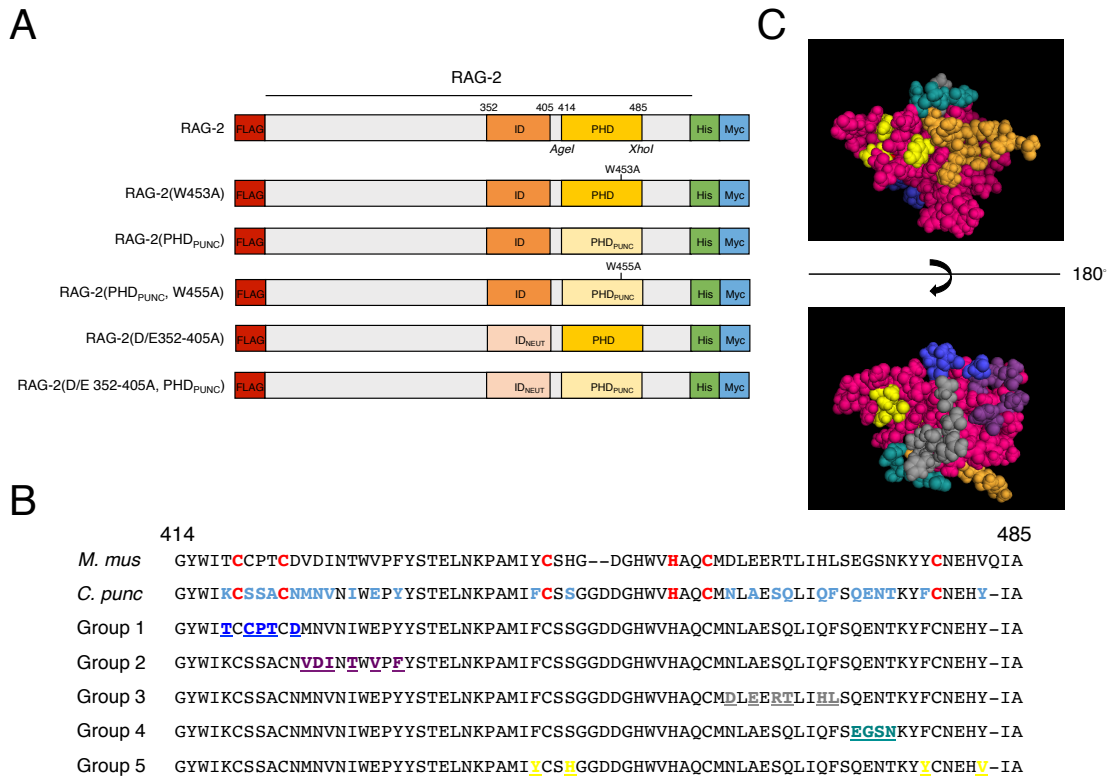 A
RAG-2
352 405 414 485
RAG-2 FLAG ID PHD His Myc
AgeI XhoI
W453A
RAG-2(W453A) FLAG ID PHD His Myc
RAG-2(PHDPUNC) FLAG ID PHDPUNC His Myc
W455A
RAG-2(PHDPUNC, W455A) FLAG ID PHDPUNC His Myc
RAG-2(D/E352-405A) FLAG IDNEUT PHD His Myc
RAG-2(D/E 352-405A, PHDPUNC) FLAG IDNEUT PHDPUNC His Myc
C
180°
B
414 485
M. mus GYWITCCPTCDVDINTWVPFYSTELNKPAMIYCSHG--DGHWVHAQCMDLEERTLIHLSEGSNKYYCNEHVQIA
C. punc GYWIKCSSACNMNVNIWEPYYSTELNKPAMIFCSSGGDDGHWVHAQCMNLAESQLIQFSQENTKYFCNEHY-IA
Group 1 GYWITCCPTCDMNVNIWEPYYSTELNKPAMIFCSSGGDDGHWVHAQCMNLAESQLIQFSQENTKYFCNEHY-IA
Group 2 GYWIKCSSACNVDINTWVPFYSTELNKPAMIFCSSGGDDGHWVHAQCMNLAESQLIQFSQENTKYFCNEHY-IA
Group 3 GYWIKCSSACNMNVNIWEPYYSTELNKPAMIFCSSGGDDGHWVHAQCMDLEERTLIHLSQENTKYFCNEHY-IA
Group 4 GYWIKCSSACNMNVNIWEPYYSTELNKPAMIFCSSGGDDGHWVHAQCMNLAESQLIQFSEGSNKYFCNEHY-IA
Group 5 GYWIKCSSACNMNVNIWEPYYSTELNKPAMIYCSHGGDDGHWVHAQCMNLAESQLIQFSQENTKYYCNEHV-IA